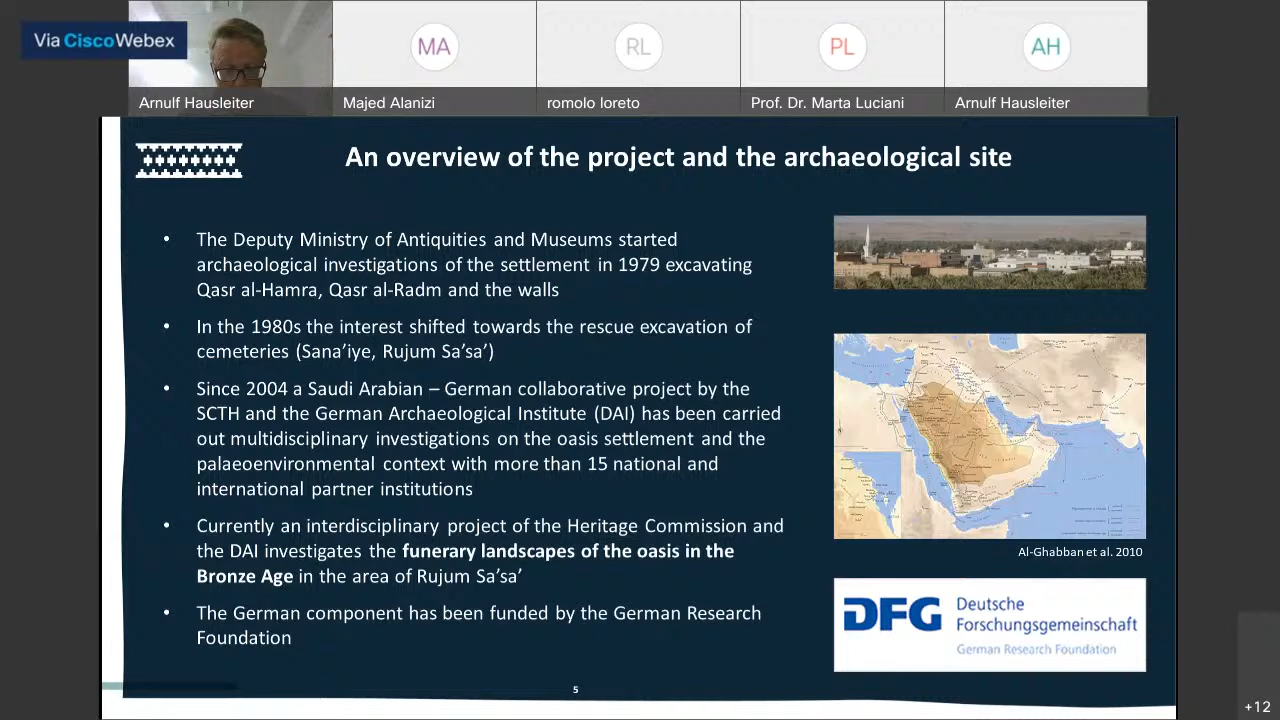 Via Cisco Webex
MA
RL
PL
AH
Arnulf Hausleiter
Majed Alanizi
romolo loreto
Prof. Dr. Marta Luciani
Arnulf Hausleiter
An overview of the project and the archaeological site
• The Deputy Ministry of Antiquities and Museums started
archaeological investigations of the settlement in 1979 excavating
Qasr al-Hamra, Qasr al-Radm and the walls
• In the 1980s the interest shifted towards the rescue excavation of
cemeteries (Sana’iye, Rujum Sa’sa’)
• Since 2004 a Saudi Arabian – German collaborative project by the
SCTH and the German Archaeological Institute (DAI) has been carried
out multidisciplinary investigations on the oasis settlement and the
palaeoenvironmental context with more than 15 national and
international partner institutions
• Currently an interdisciplinary project of the Heritage Commission and
the DAI investigates the funerary landscapes of the oasis in the
Bronze Age in the area of Rujum Sa’sa’
• The German component has been funded by the German Research
Foundation
Al-Ghabban et al. 2010
DFG
Deutsche
Forschungsgemeinschaft
German Research Foundation
5
+12